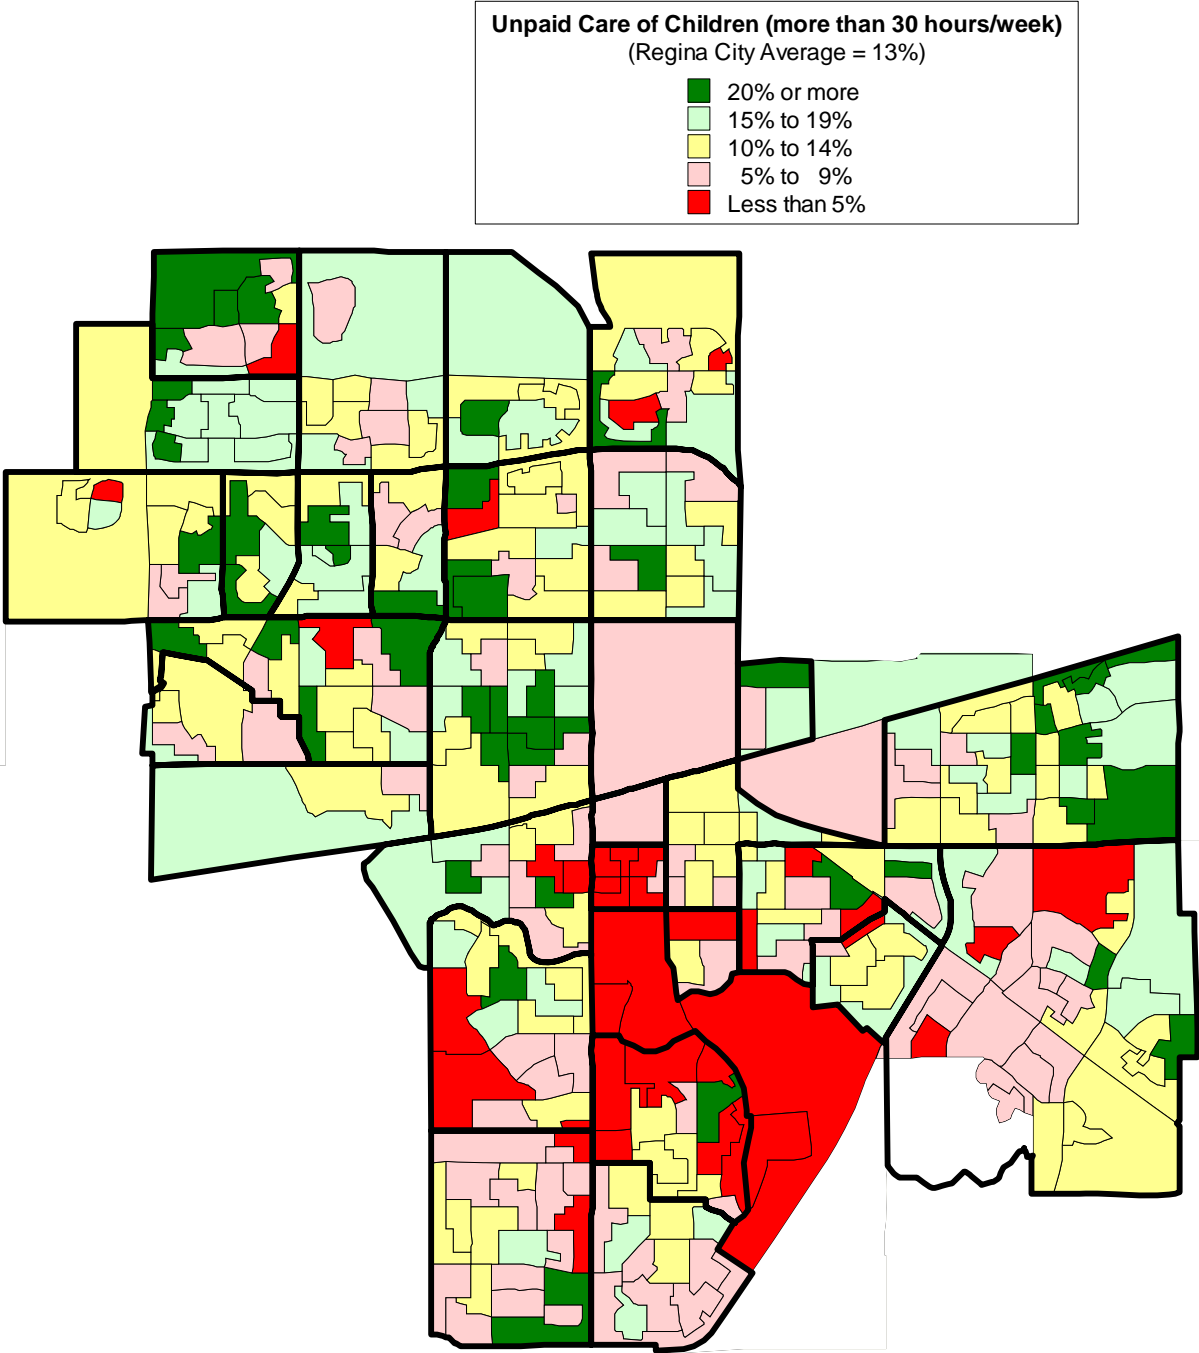 Unpaid Care of Children (more than 30 hours/week)
(Regina City Average = 13%)
20% or more
15% to 19%
10% to 14%
5% to 9%
Less than 5%